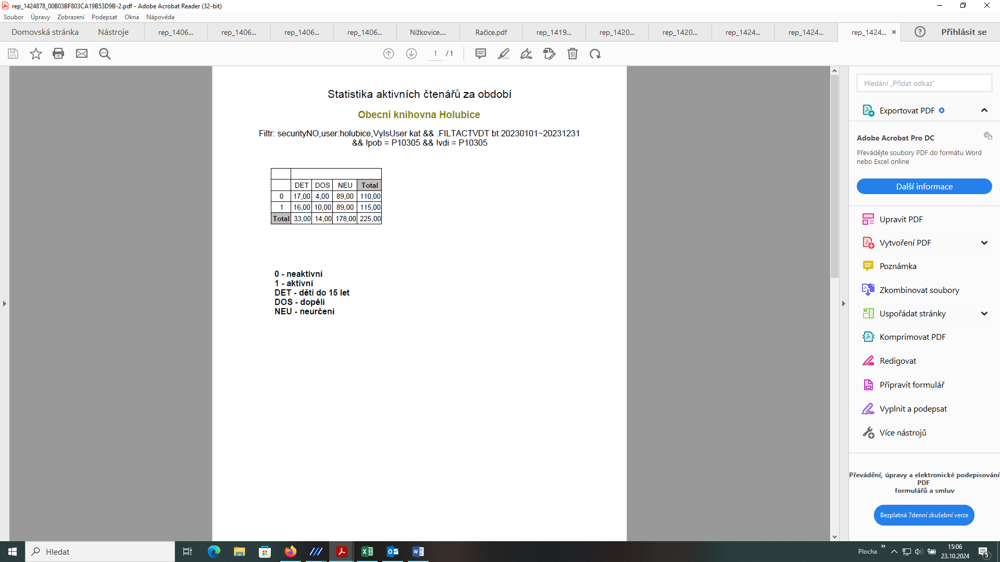 rep_1424878_00B03BF803CA19B53D9B-2.pdf - Adobe Acrobat Reader (32-bit)
Soubor Úpravy Zobrazení Podepsat Okna Nápověda
Domovská stránka Nástroje rep_1406... rep_1406... rep_1406... rep_1406... Nížkovice.... Račice.pdf rep_1419... rep_1420... rep_1420... rep_1424... rep_1424... rep_1424... × Přihlásit se
1 / 1
Statistika aktivních čtenářů za období
Obecní knihovna Holubice
Filtr: securityNO,user:holubice,VyIsUser kat && .FILTACTVDT bt 20230101~20231231
&& !pob = P10305 && !vdi = P10305
DET DOS NEU Total
0 17,00 4,00 89,00 110,00
1 16,00 10,00 89,00 115,00
Total 33,00 14,00 178,00 225,00
0 - neaktivní
1 - aktivní
DET - děti do 15 let
DOS - dopělí
NEU - neurčení
Hledání „Přidat odkaz“
Exportovat PDF
Adobe Acrobat Pro DC
Převádějte soubory PDF do formátu Word
nebo Excel online
Další informace
Upravit PDF
Vytvoření PDF
Poznámka
Zkombinovat soubory
Uspořádat stránky
Komprimovat PDF
Redigovat
Připravit formulář
Vyplnit a podepsat
Více nástrojů
Převádění, úpravy a elektronické podepisování
PDF
formulářů a smluv
Bezplatná 7denní zkušební verze
Hledat
Plocha
15:06
23.10.2024
5